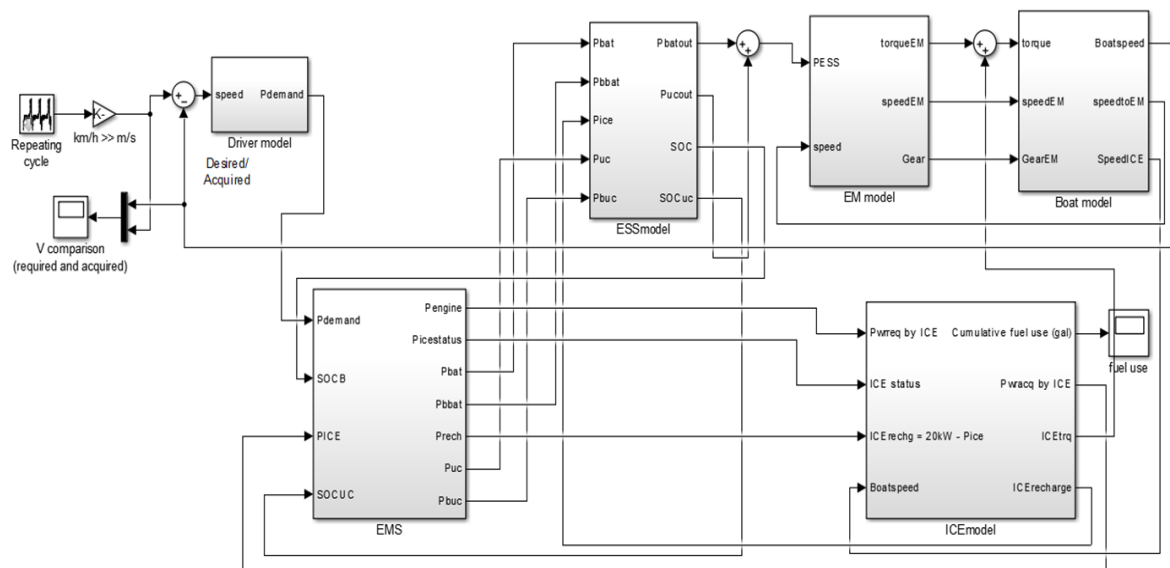 Repeating
cycle
K-
km/h >> m/s
V comparison
(required and acquired)
speed
Pdemand
Driver model
Desired/
Acquired
Pbat
Pbbat
Pice
Puc
Pbuc
Pbatout
Pucout
SOC
SOCuc
ESSmodel
PESS
speed
torqueEM
speedEM
Gear
EM model
torque
speedEM
GearEM
Boatspeed
speedtoEM
SpeedICE
Boat model
Pdemand
SOCB
PICE
SOCUC
Pengine
Picestatus
Pbat
Pbbat
Prech
Puc
Pbuc
EMS
Pwrreq by ICE
ICE status
ICErechg = 20kW - Pice
Boatspeed
Cumulative fuel use (gal)
Pwracq by ICE
ICEtrq
ICErecharge
ICEmodel
fuel use